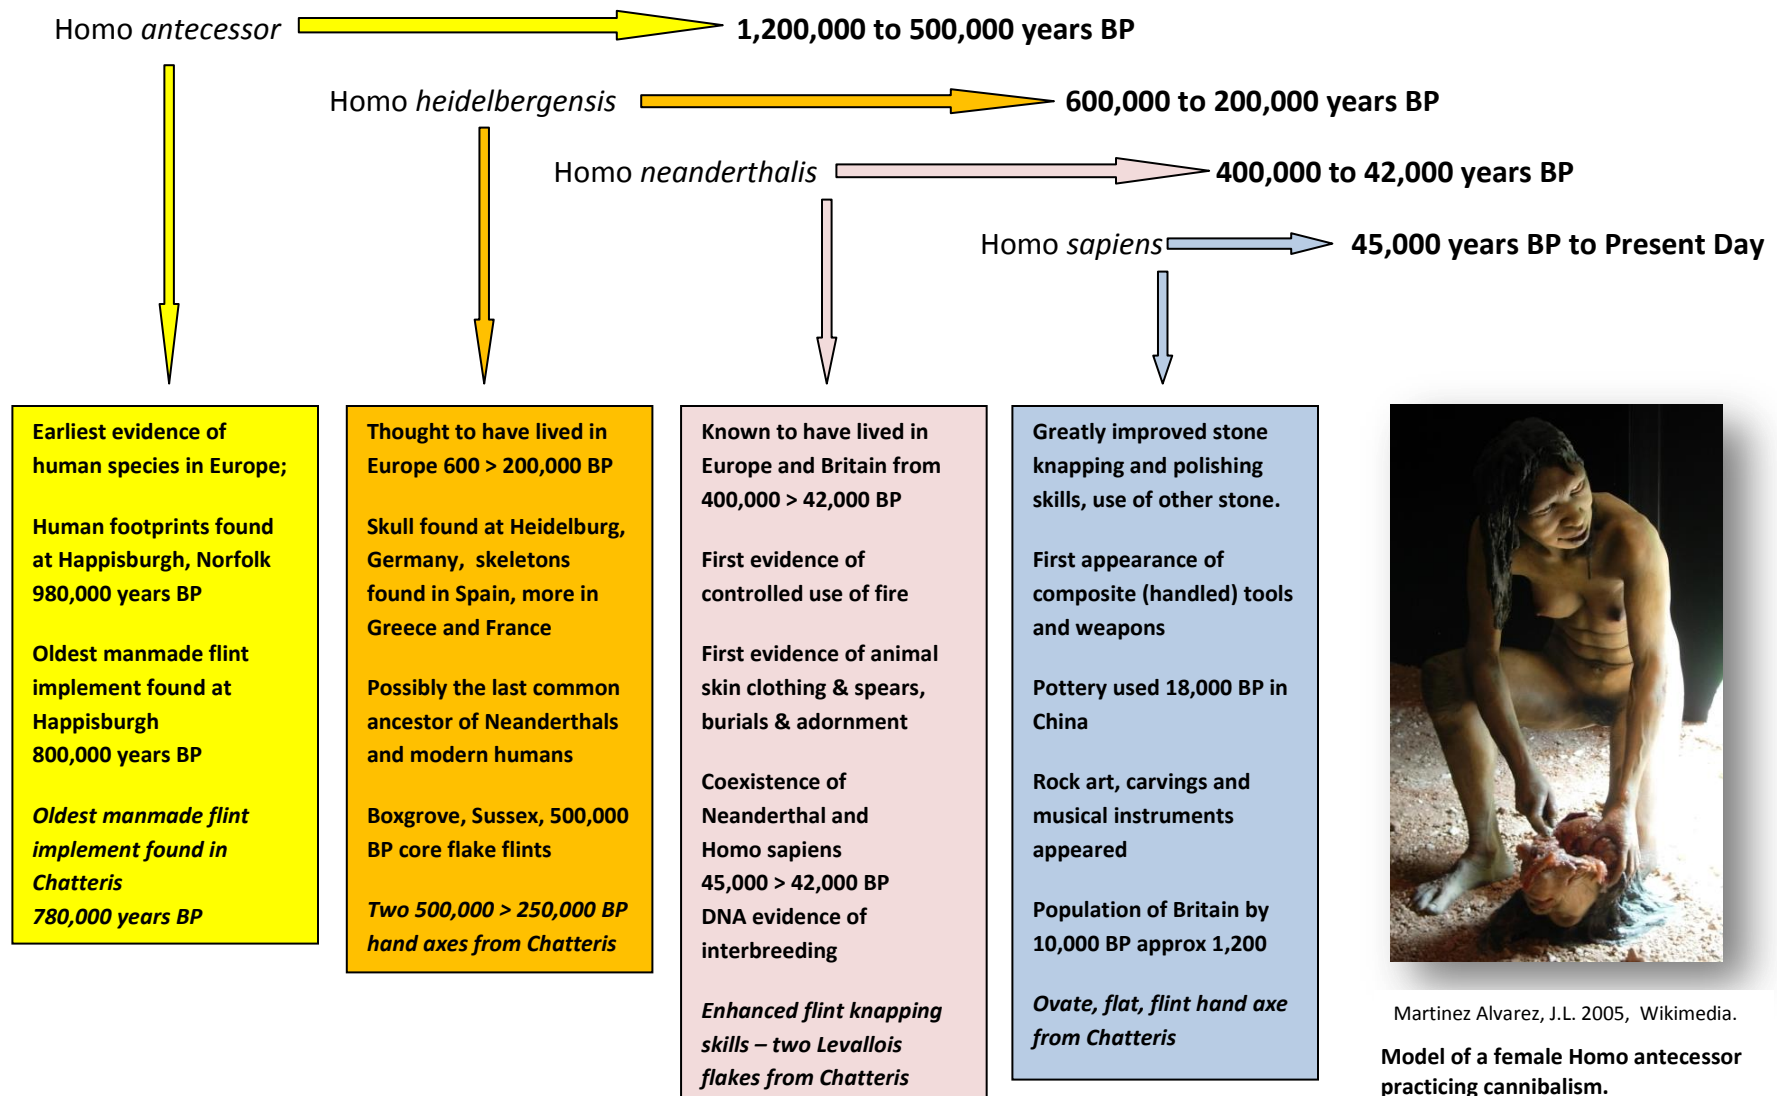 Homo antecessor
1,200,000 to 500,000 years BP
Homo heidelbergensis
600,000 to 200,000 years BP
Homo neanderthalis
400,000 to 42,000 years BP
Homo sapiens
45,000 years BP to Present Day
Earliest evidence of
human species in Europe;
Human footprints found
at Happisburgh, Norfolk
980,000 years BP
Oldest manmade flint
implement found at
Happisburgh
800,000 years BP
Oldest manmade flint
implement found in
Chatteris
780,000 years BP
Thought to have lived in
Europe 600 > 200,000 BP
Skull found at Heidelburg,
Germany, skeletons
found in Spain, more in
Greece and France
Possibly the last common
ancestor of Neanderthals
and modern humans
Boxgrove, Sussex, 500,000
BP core flake flints
Two 500,000 > 250,000 BP
hand axes from Chatteris
Known to have lived in
Europe and Britain from
400,000 > 42,000 BP
First evidence of
controlled use of fire
First evidence of animal
skin clothing & spears,
burials & adornment
Coexistence of
Neanderthal and
Homo sapiens
45,000 > 42,000 BP
DNA evidence of
interbreeding
Enhanced flint knapping
skills – two Levallois
flakes from Chatteris
Greatly improved stone
knapping and polishing
skills, use of other stone.
First appearance of
composite (handled) tools
and weapons
Pottery used 18,000 BP in
China
Rock art, carvings and
musical instruments
appeared
Population of Britain by
10,000 BP approx 1,200
Ovate, flat, flint hand axe
from Chatteris
Martinez Alvarez, J.L. 2005, Wikimedia.
Model of a female Homo antecessor
practicing cannibalism.